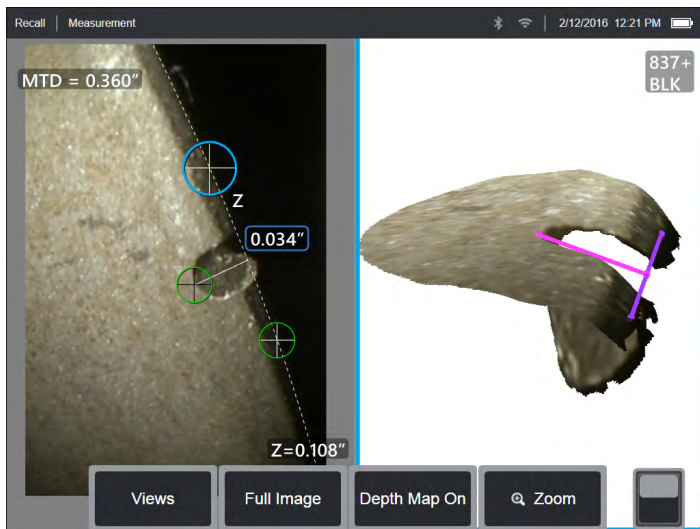 Recall | Measurement
2/12/2016 12:21 PM
MTD = 0.360"
837+
BLK
Z
0.034"
Z=0.108"
Views
Full Image
Depth Map On
Zoom